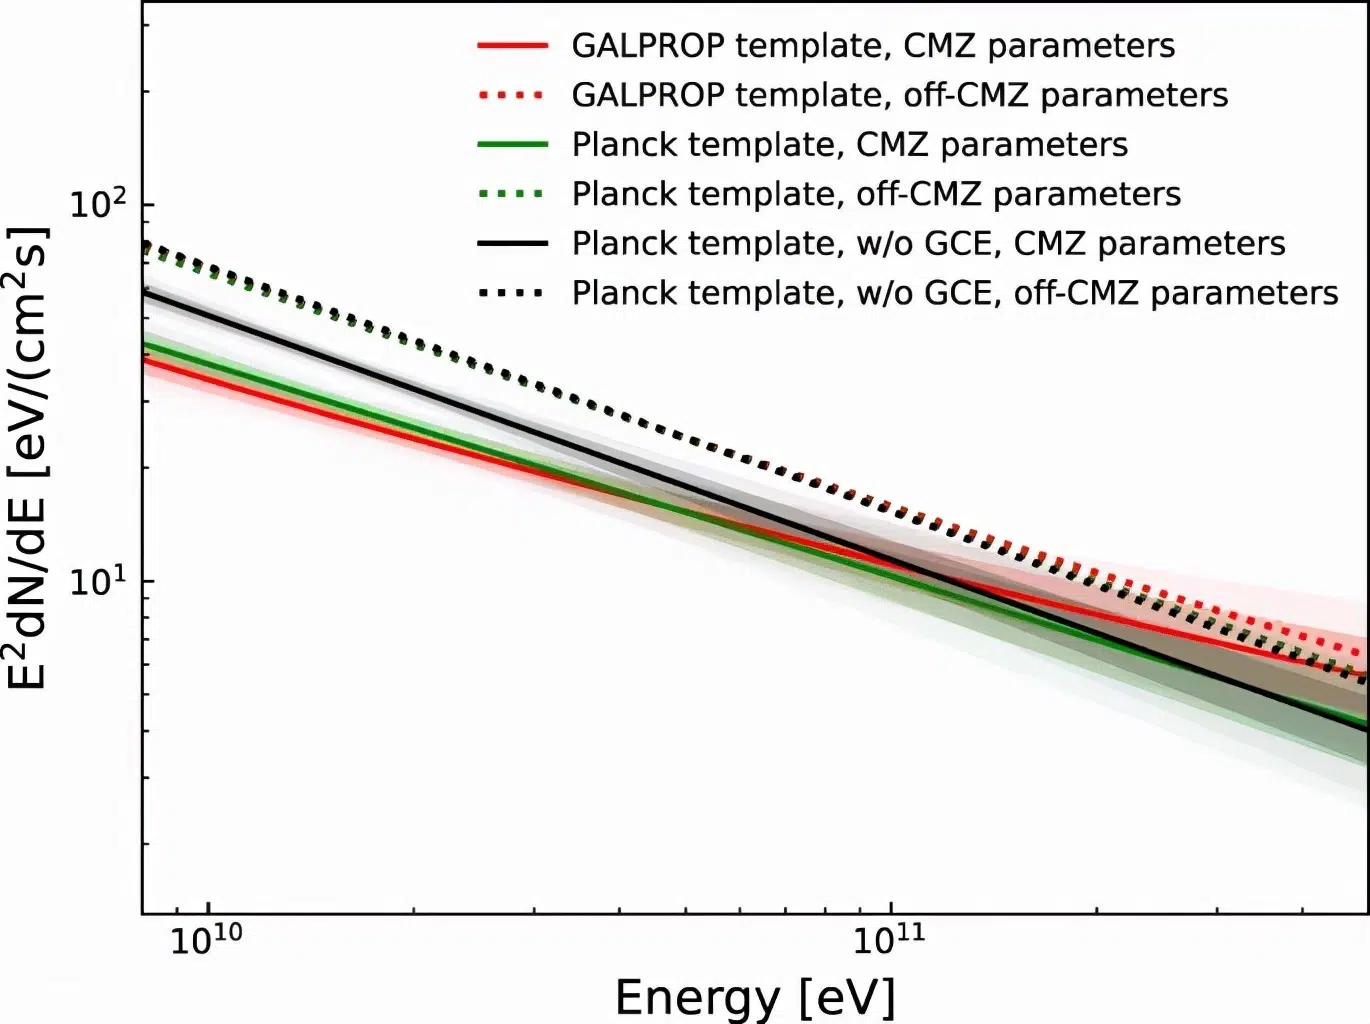 GALPROP template, CMZ parameters
GALPROP template, off-CMZ parameters
Planck template, CMZ parameters
Planck template, off-CMZ parameters
Planck template, w/o GCE, CMZ parameters
Planck template, w/o GCE, off-CMZ parameters
10²
10¹
E²dN/dE [eV/(cm²s]
10¹⁰
10¹¹
Energy [eV]